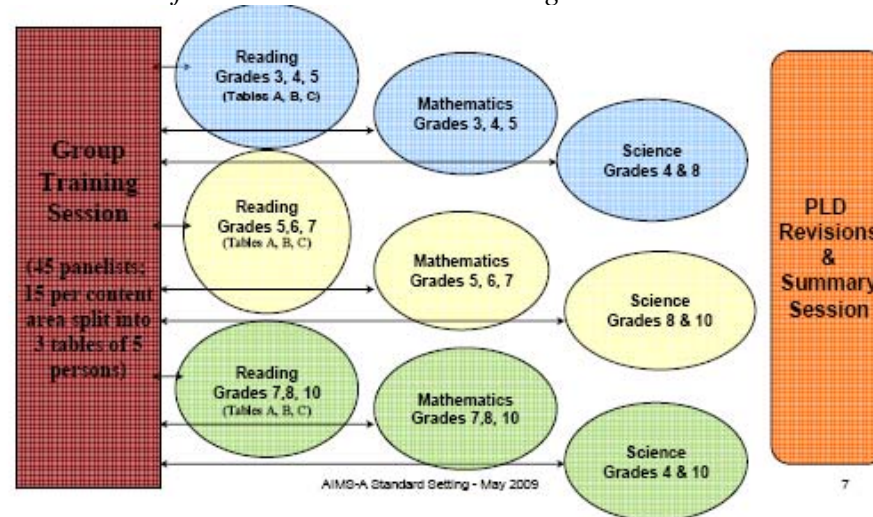 Group
Training
Session
(45 panelists;
15 per content
area split into
3 tables of 5
persons)
Reading
Grades 3, 4, 5
(Tables A, B, C)
Mathematics
Grades 3, 4, 5
Science
Grades 4 & 8
Reading
Grades 5,6, 7
(Tables A, B, C)
Mathematics
Grades 5, 6, 7
Science
Grades 8 & 10
Reading
Grades 7,8, 10
(Tables A, B, C)
Mathematics
Grades 7,8, 10
Science
Grades 4 & 10
PLD
Revisions
&
Summary
Session
AIMS-A Standard Setting - May 2009
7